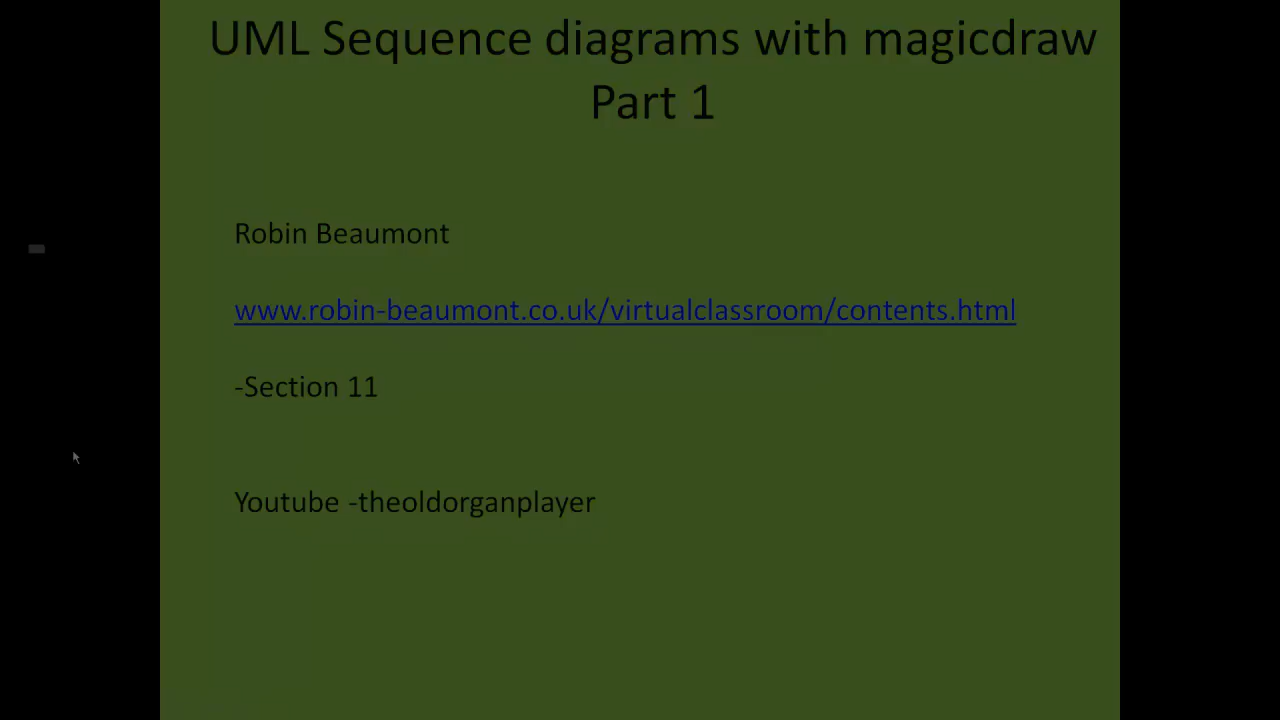 UML Sequence diagrams with magicdraw
Part 1
Robin Beaumont
www.robin-beaumont.co.uk/virtualclassroom/contents.html
-Section 11
Youtube -theoldorganplayer